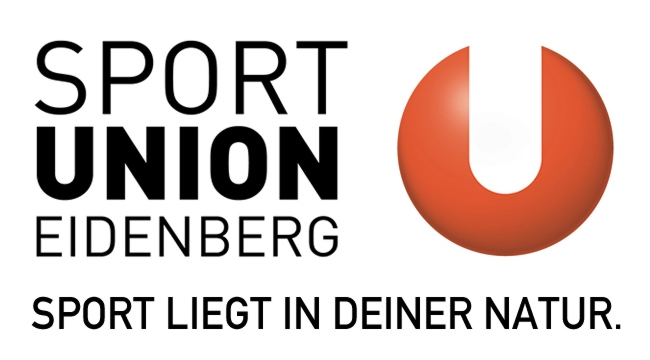 SPORT
UNION
EIDENBERG
SPORT LIEGT IN DEINER NATUR.